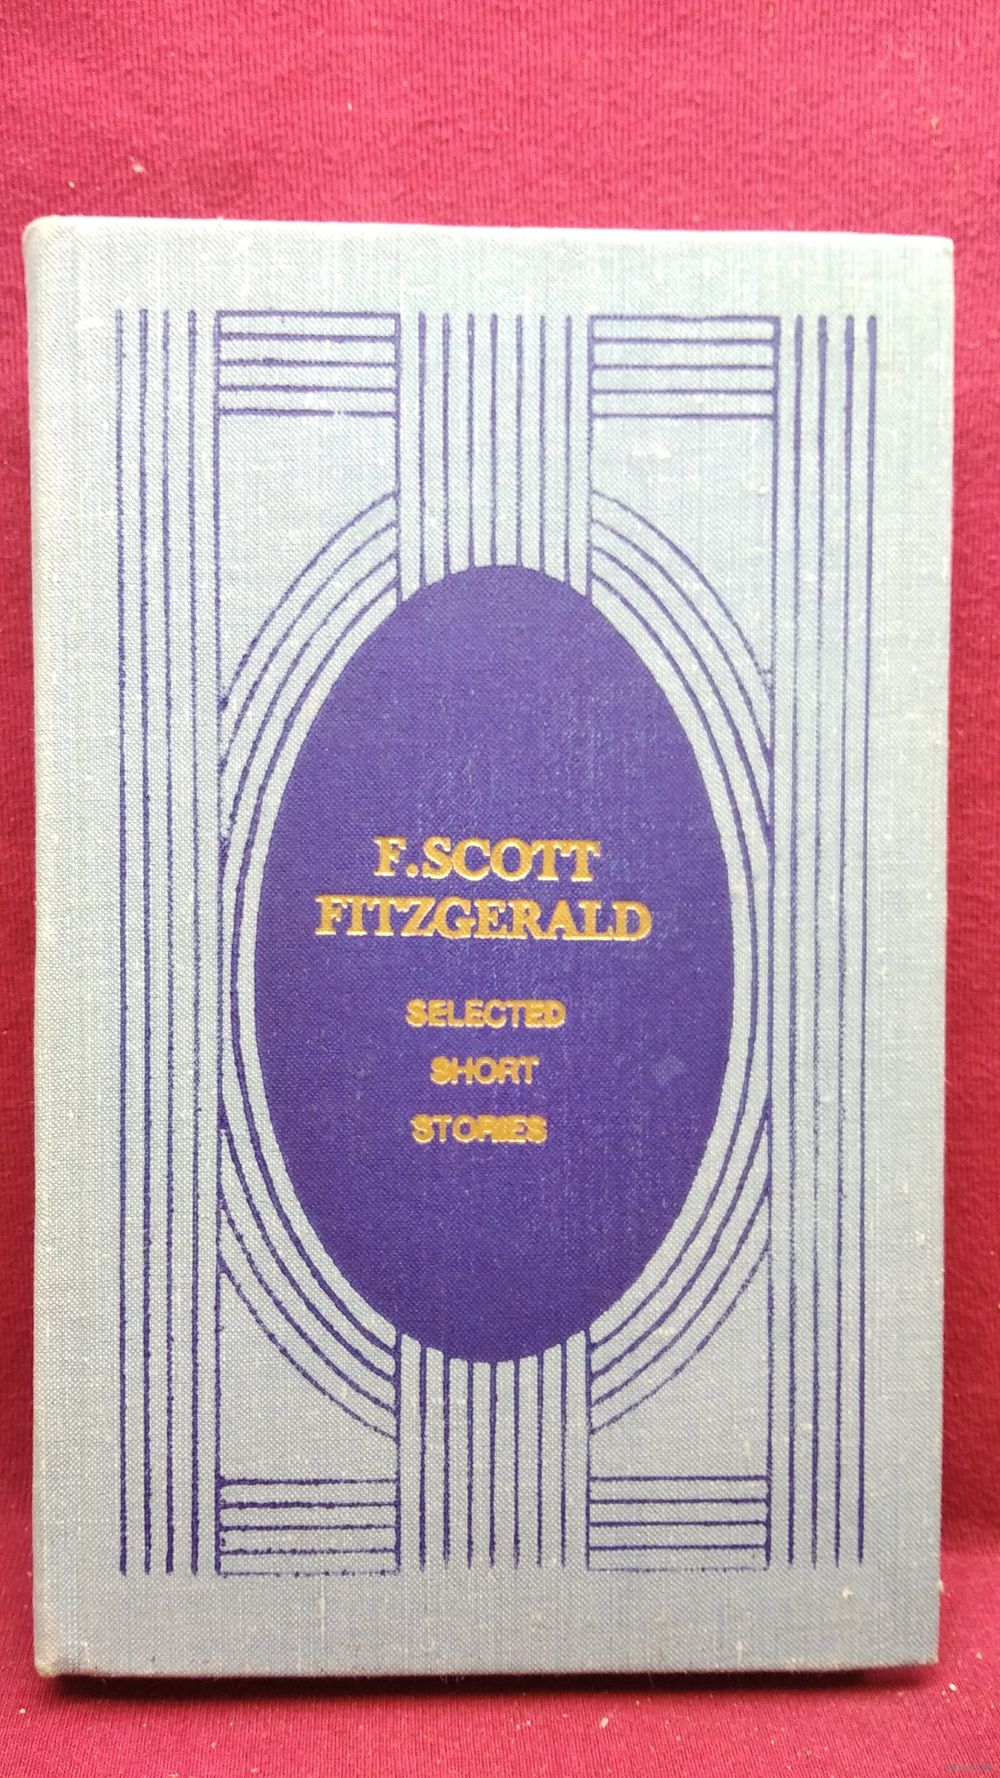 F. SCOTT
FITZGERALD
SELECTED
SHORT
STORIES